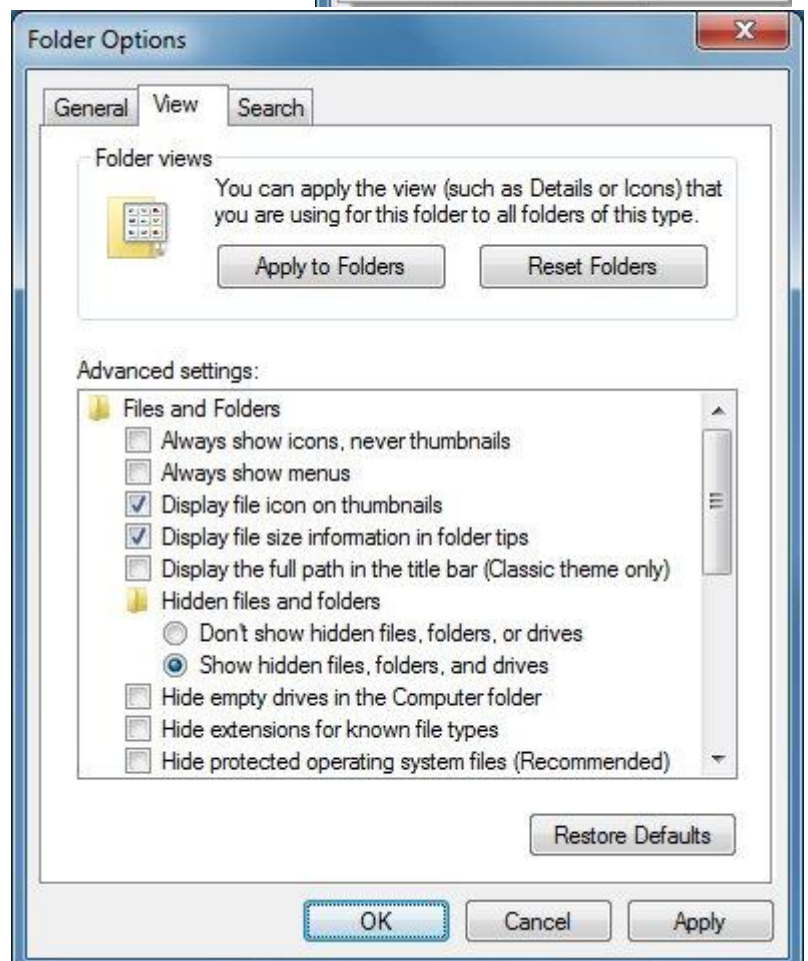 Folder Options
General View Search
Folder views
You can apply the view (such as Details or Icons) that
you are using for this folder to all folders of this type.
Apply to Folders Reset Folders
Advanced settings:
Files and Folders
Always show icons, never thumbnails
Always show menus
Display file icon on thumbnails
Display file size information in folder tips
Display the full path in the title bar (Classic theme only)
Hidden files and folders
Don't show hidden files, folders, or drives
Show hidden files, folders, and drives
Hide empty drives in the Computer folder
Hide extensions for known file types
Hide protected operating system files (Recommended)
Restore Defaults
OK Cancel Apply